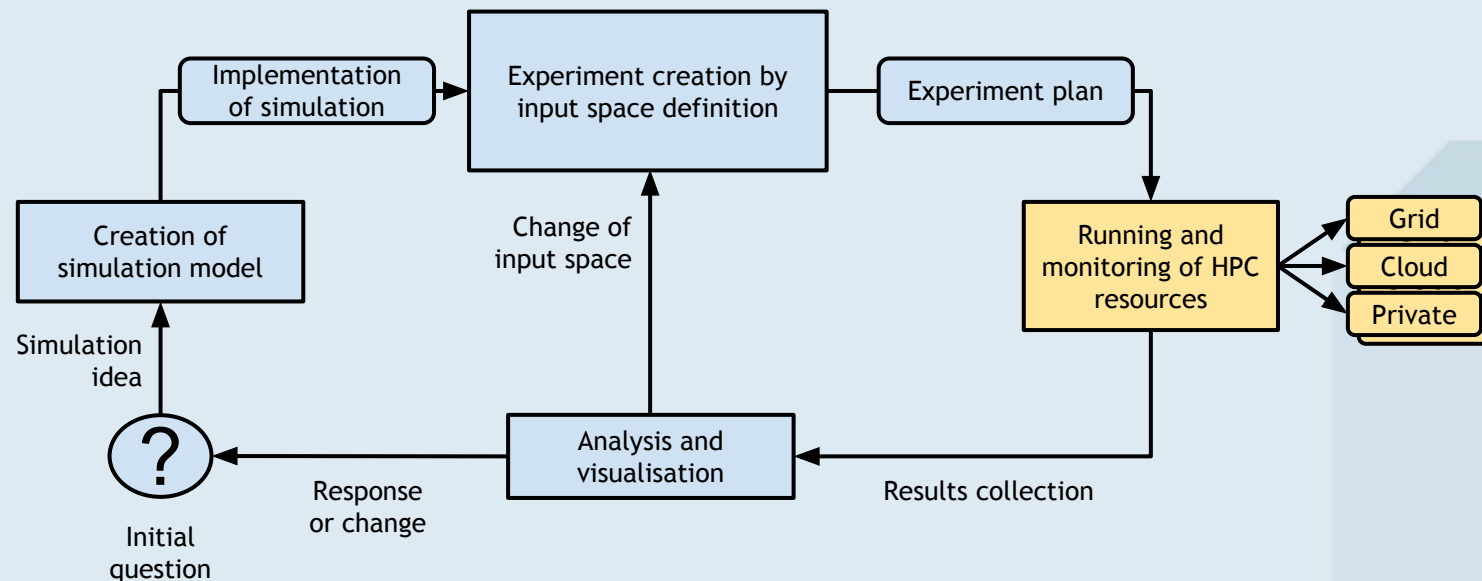 Implementation
of simulation
Experiment creation by
input space definition
Experiment plan
Creation of
simulation model
Change of
input space
Running and
monitoring of HPC
resources
Grid
Cloud
Private
Simulation
idea
?
Initial
question
Response
or change
Analysis and
visualisation
Results collection